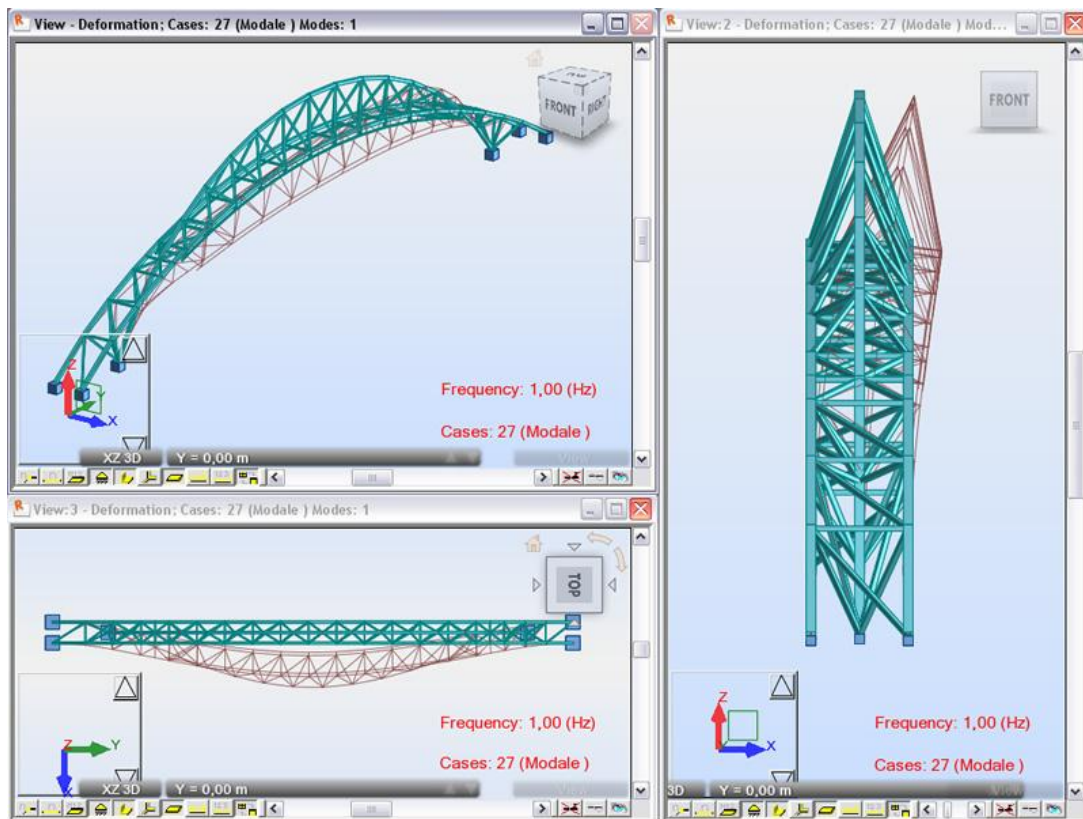 View - Deformation; Cases: 27 (Modale ) Modes: 1
FRONT
RIGHT
Z
Y
X
Frequency: 1,00 (Hz)
Cases: 27 (Modale )
XZ 3D
Y = 0,00 m
View
View:3 - Deformation; Cases: 27 (Modale ) Modes: 1
TOP
Z
Y
Frequency: 1,00 (Hz)
Cases: 27 (Modale )
XZ 3D
Y = 0,00 m
View
View:2 - Deformation; Cases: 27 (Modale ) Mod...
FRONT
Z
X
Frequency: 1,00 (Hz)
Cases: 27 (Modale )
3D
Y = 0,00 m